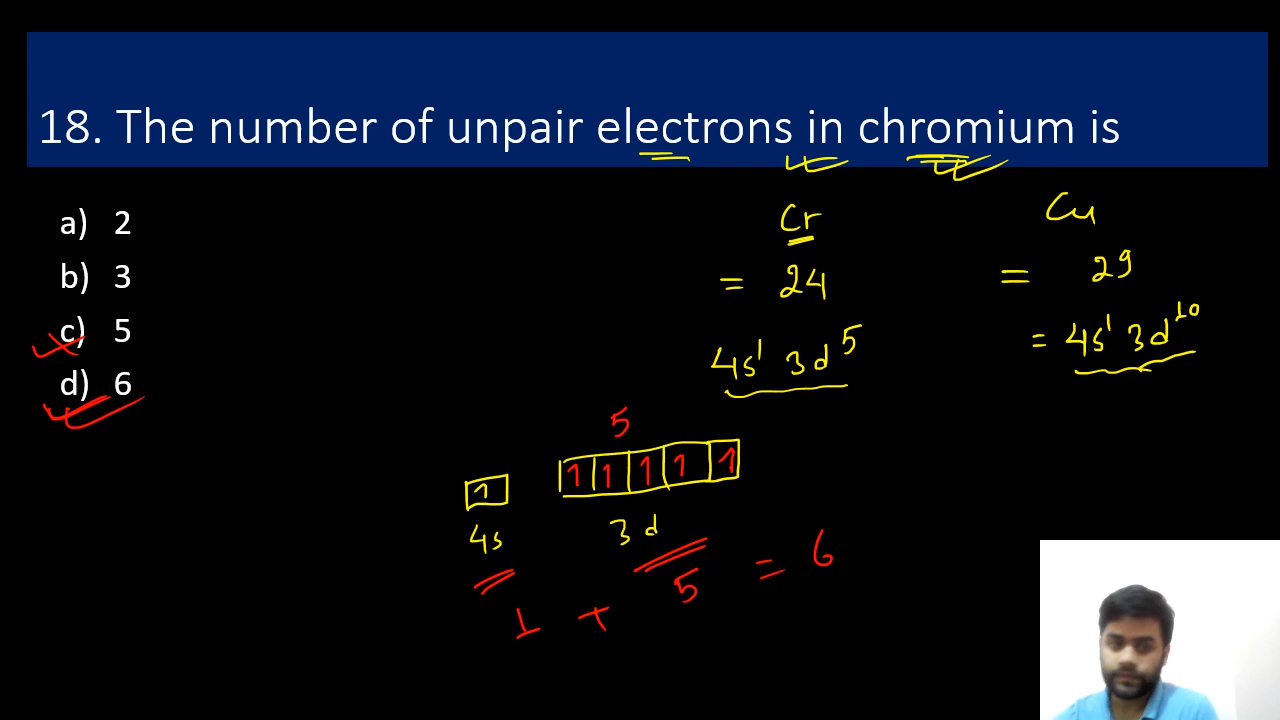 18. The number of unpair electrons in chromium is
a) 2
b) 3
c) 5
d) 6
Cr
= 24
4s¹ 3d⁵
Cu
= 29
= 4s¹ 3d¹⁰
5
1 1 1 1 1 1
4s 3d
1 + 5 = 6